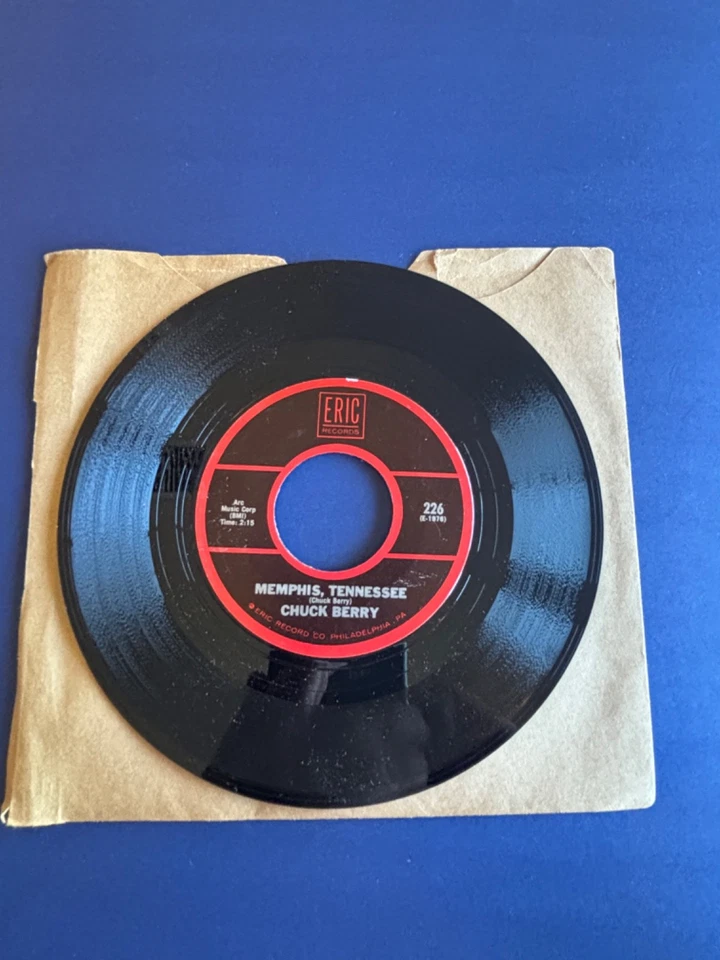 ERIC
RECORDS
Arc
Music Corp
(BMI)
Time: 2:15
226
(E-1876)
MEMPHIS, TENNESSEE
(Chuck Berry)
CHUCK BERRY
℗ ERIC RECORD CO. PHILADELPHIA, PA